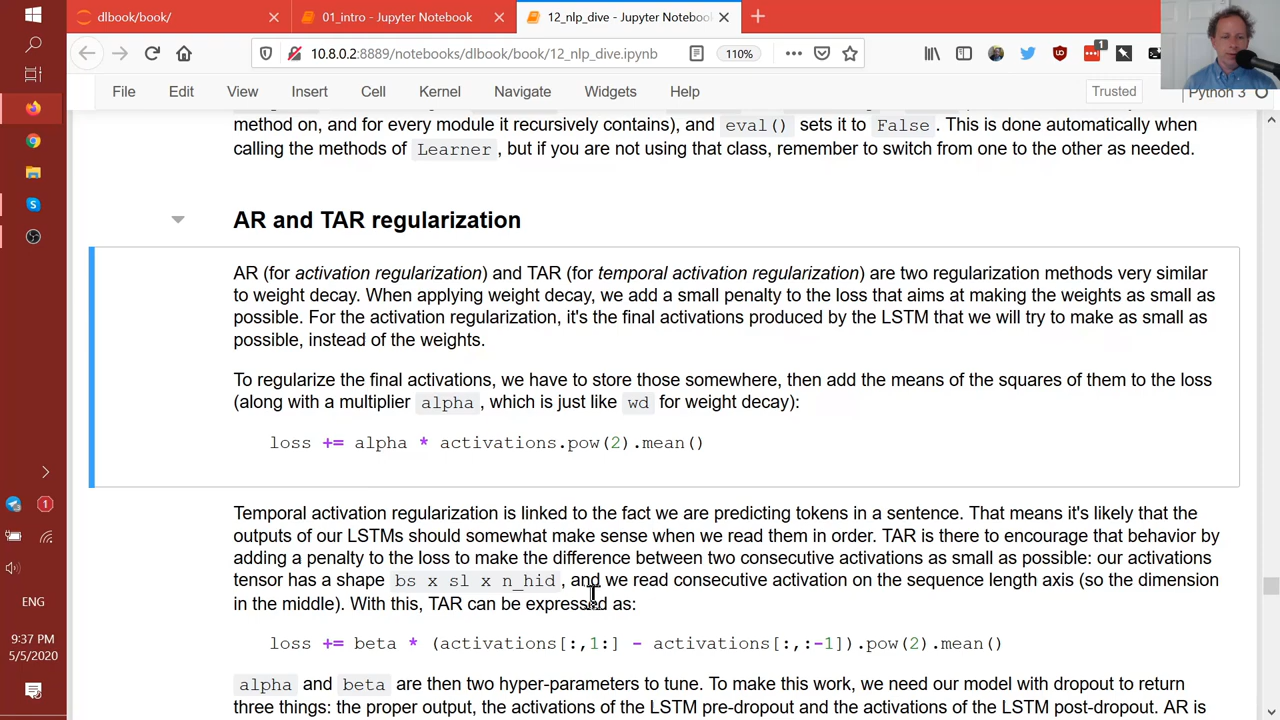 dlbook/book/
01_intro - Jupyter Notebook
12_nlp_dive - Jupyter Notebook
10.8.0.2:8889/notebooks/dlbook/book/12_nlp_dive.ipynb
110%
1
File Edit View Insert Cell Kernel Navigate Widgets Help
Trusted
Python 3
method on, and for every module it recursively contains), and eval() sets it to False. This is done automatically when
calling the methods of Learner, but if you are not using that class, remember to switch from one to the other as needed.
AR and TAR regularization
AR (for activation regularization) and TAR (for temporal activation regularization) are two regularization methods very similar
to weight decay. When applying weight decay, we add a small penalty to the loss that aims at making the weights as small as
possible. For the activation regularization, it's the final activations produced by the LSTM that we will try to make as small as
possible, instead of the weights.
To regularize the final activations, we have to store those somewhere, then add the means of the squares of them to the loss
(along with a multiplier alpha, which is just like wd for weight decay):
loss += alpha * activations.pow(2).mean()
Temporal activation regularization is linked to the fact we are predicting tokens in a sentence. That means it's likely that the
outputs of our LSTMs should somewhat make sense when we read them in order. TAR is there to encourage that behavior by
adding a penalty to the loss to make the difference between two consecutive activations as small as possible: our activations
tensor has a shape bs x sl x n_hid, and we read consecutive activation on the sequence length axis (so the dimension
in the middle). With this, TAR can be expressed as:
loss += beta * (activations[:,1:] - activations[:,:-1]).pow(2).mean()
alpha and beta are then two hyper-parameters to tune. To make this work, we need our model with dropout to return
three things: the proper output, the activations of the LSTM pre-dropout and the activations of the LSTM post-dropout. AR is
1
ENG
9:37 PM
5/5/2020